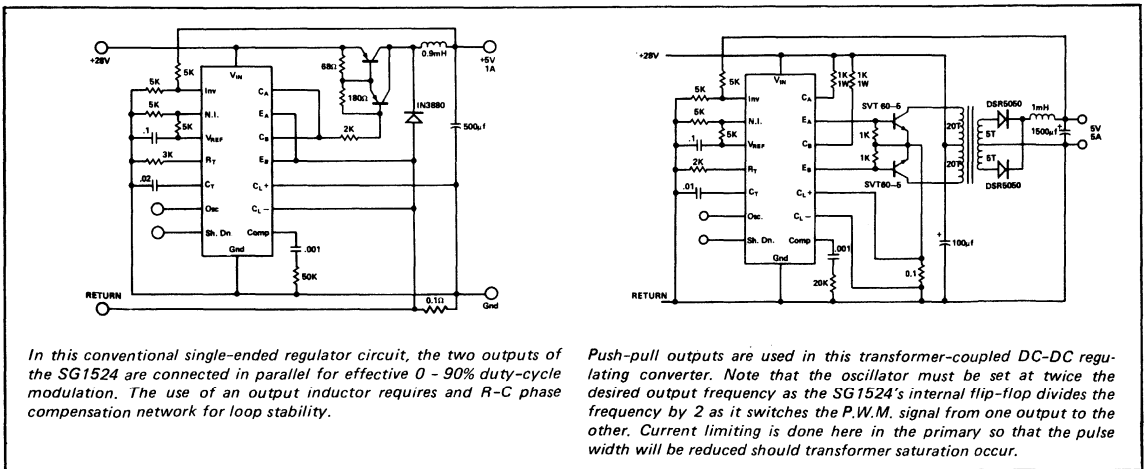 +28V
5K
5K
5K
5K
.1
3K
.02
Inv
N.I.
VREF
RT
CT
Osc
Sh. Dn.
VIN
CA
EA
CB
EB
CL+
CL−
Comp
Gnd
68Ω
180Ω
2K
0.9mH
IN3880
500µf
+5V
1A
.001
50K
RETURN
0.1Ω
Gnd
In this conventional single-ended regulator circuit, the two outputs of
the SG1524 are connected in parallel for effective 0 - 90% duty-cycle
modulation. The use of an output inductor requires and R-C phase
compensation network for loop stability.
+28V
5K
5K
5K
5K
.1
2K
.01
Inv
N.I.
VREF
RT
CT
Osc.
Sh. Dn.
VIN
CA
EA
CB
EB
CL+
CL−
Comp
Gnd
1K
1W
1K
1W
SVT 60-5
1K
1K
SVT60-5
20T
20T
5T
5T
DSR5050
DSR5050
1mH
1500µf
+
5V
5A
+
100µf
.001
20K
0.1
RETURN
Push-pull outputs are used in this transformer-coupled DC-DC regu-
lating converter. Note that the oscillator must be set at twice the
desired output frequency as the SG1524's internal flip-flop divides the
frequency by 2 as it switches the P.W.M. signal from one output to the
other. Current limiting is done here in the primary so that the pulse
width will be reduced should transformer saturation occur.